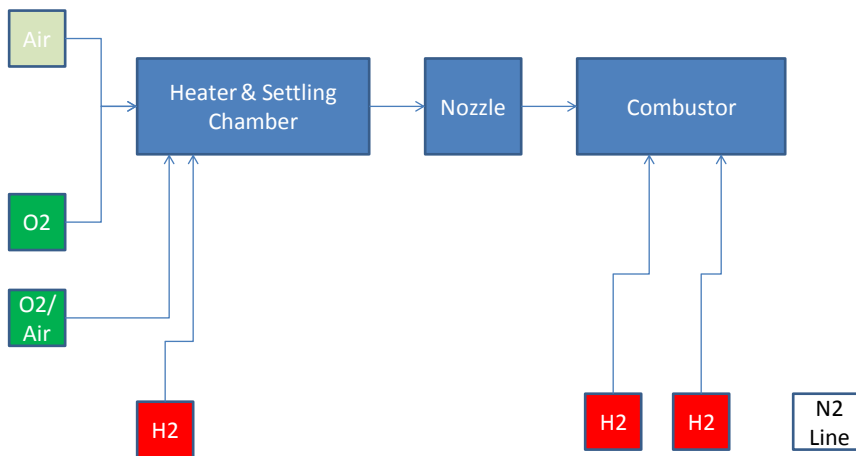 Air
Heater & Settling
Chamber
Nozzle
Combustor
O2
O2/
Air
H2
H2
H2
N2
Line